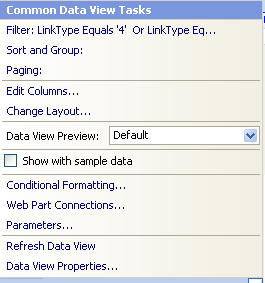 Common Data View Tasks
Filter: LinkType Equals '4' Or LinkType Eq...
Sort and Group:
Paging:
Edit Columns...
Change Layout...
Data View Preview: Default
Show with sample data
Conditional Formatting...
Web Part Connections...
Parameters...
Refresh Data View
Data View Properties...